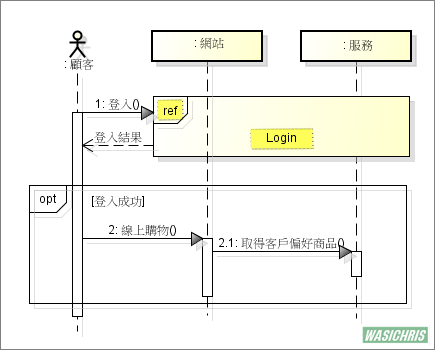 : 顧客
: 網站
: 服務
1: 登入()
ref
登入結果
Login
opt
[登入成功]
2: 線上購物()
2.1: 取得客戶偏好商品()
WASICHRIS